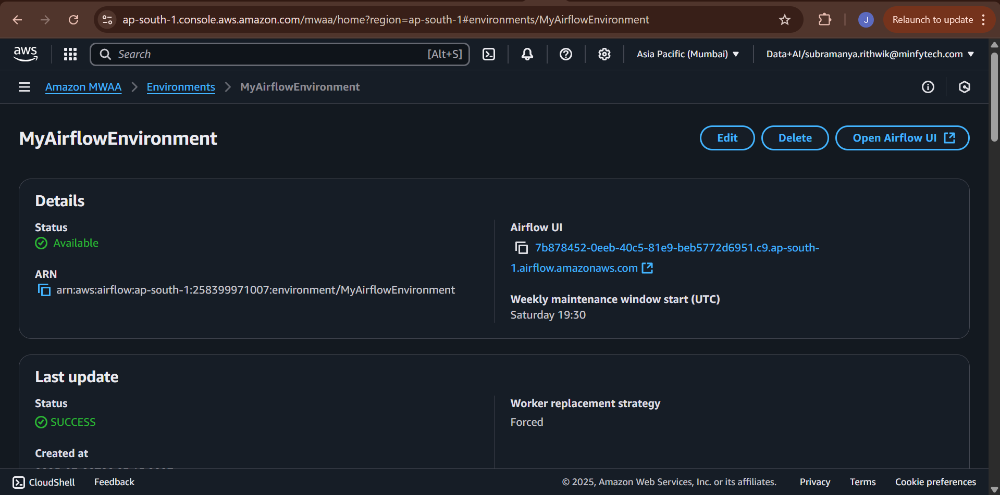 ap-south-1.console.aws.amazon.com/mwaa/home?region=ap-south-1#environments/MyAirflowEnvironment
J
Relaunch to update
aws
Search
[Alt+S]
Asia Pacific (Mumbai)
Data+AI/subramanya.rithwik@minfytech.com
Amazon MWAA
Environments
MyAirflowEnvironment
MyAirflowEnvironment
Edit
Delete
Open Airflow UI
Details
Status
Available
ARN
arn:aws:airflow:ap-south-1:258399971007:environment/MyAirflowEnvironment
Airflow UI
7b878452-0eeb-40c5-81e9-beb5772d6951.c9.ap-south-
1.airflow.amazonaws.com
Weekly maintenance window start (UTC)
Saturday 19:30
Last update
Status
SUCCESS
Created at
Worker replacement strategy
Forced
CloudShell
Feedback
© 2025, Amazon Web Services, Inc. or its affiliates.
Privacy
Terms
Cookie preferences